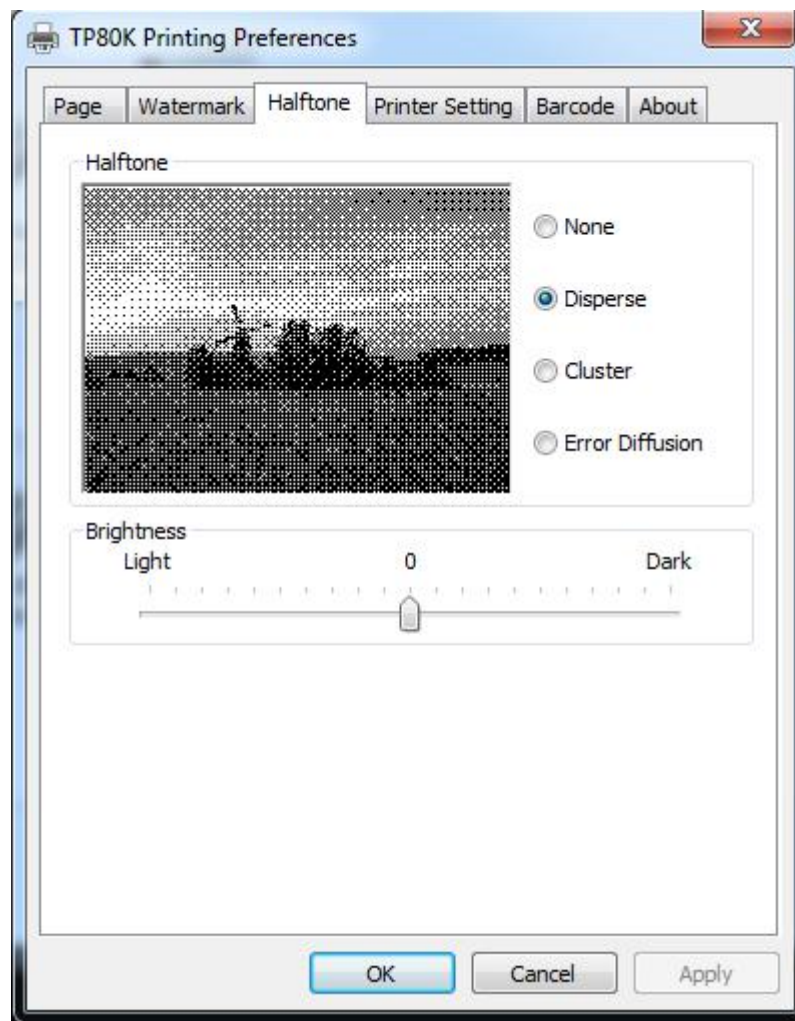 TP80K Printing Preferences
Page Watermark Halftone Printer Setting Barcode About
Halftone
None
Disperse
Cluster
Error Diffusion
Brightness
Light 0 Dark
OK Cancel Apply